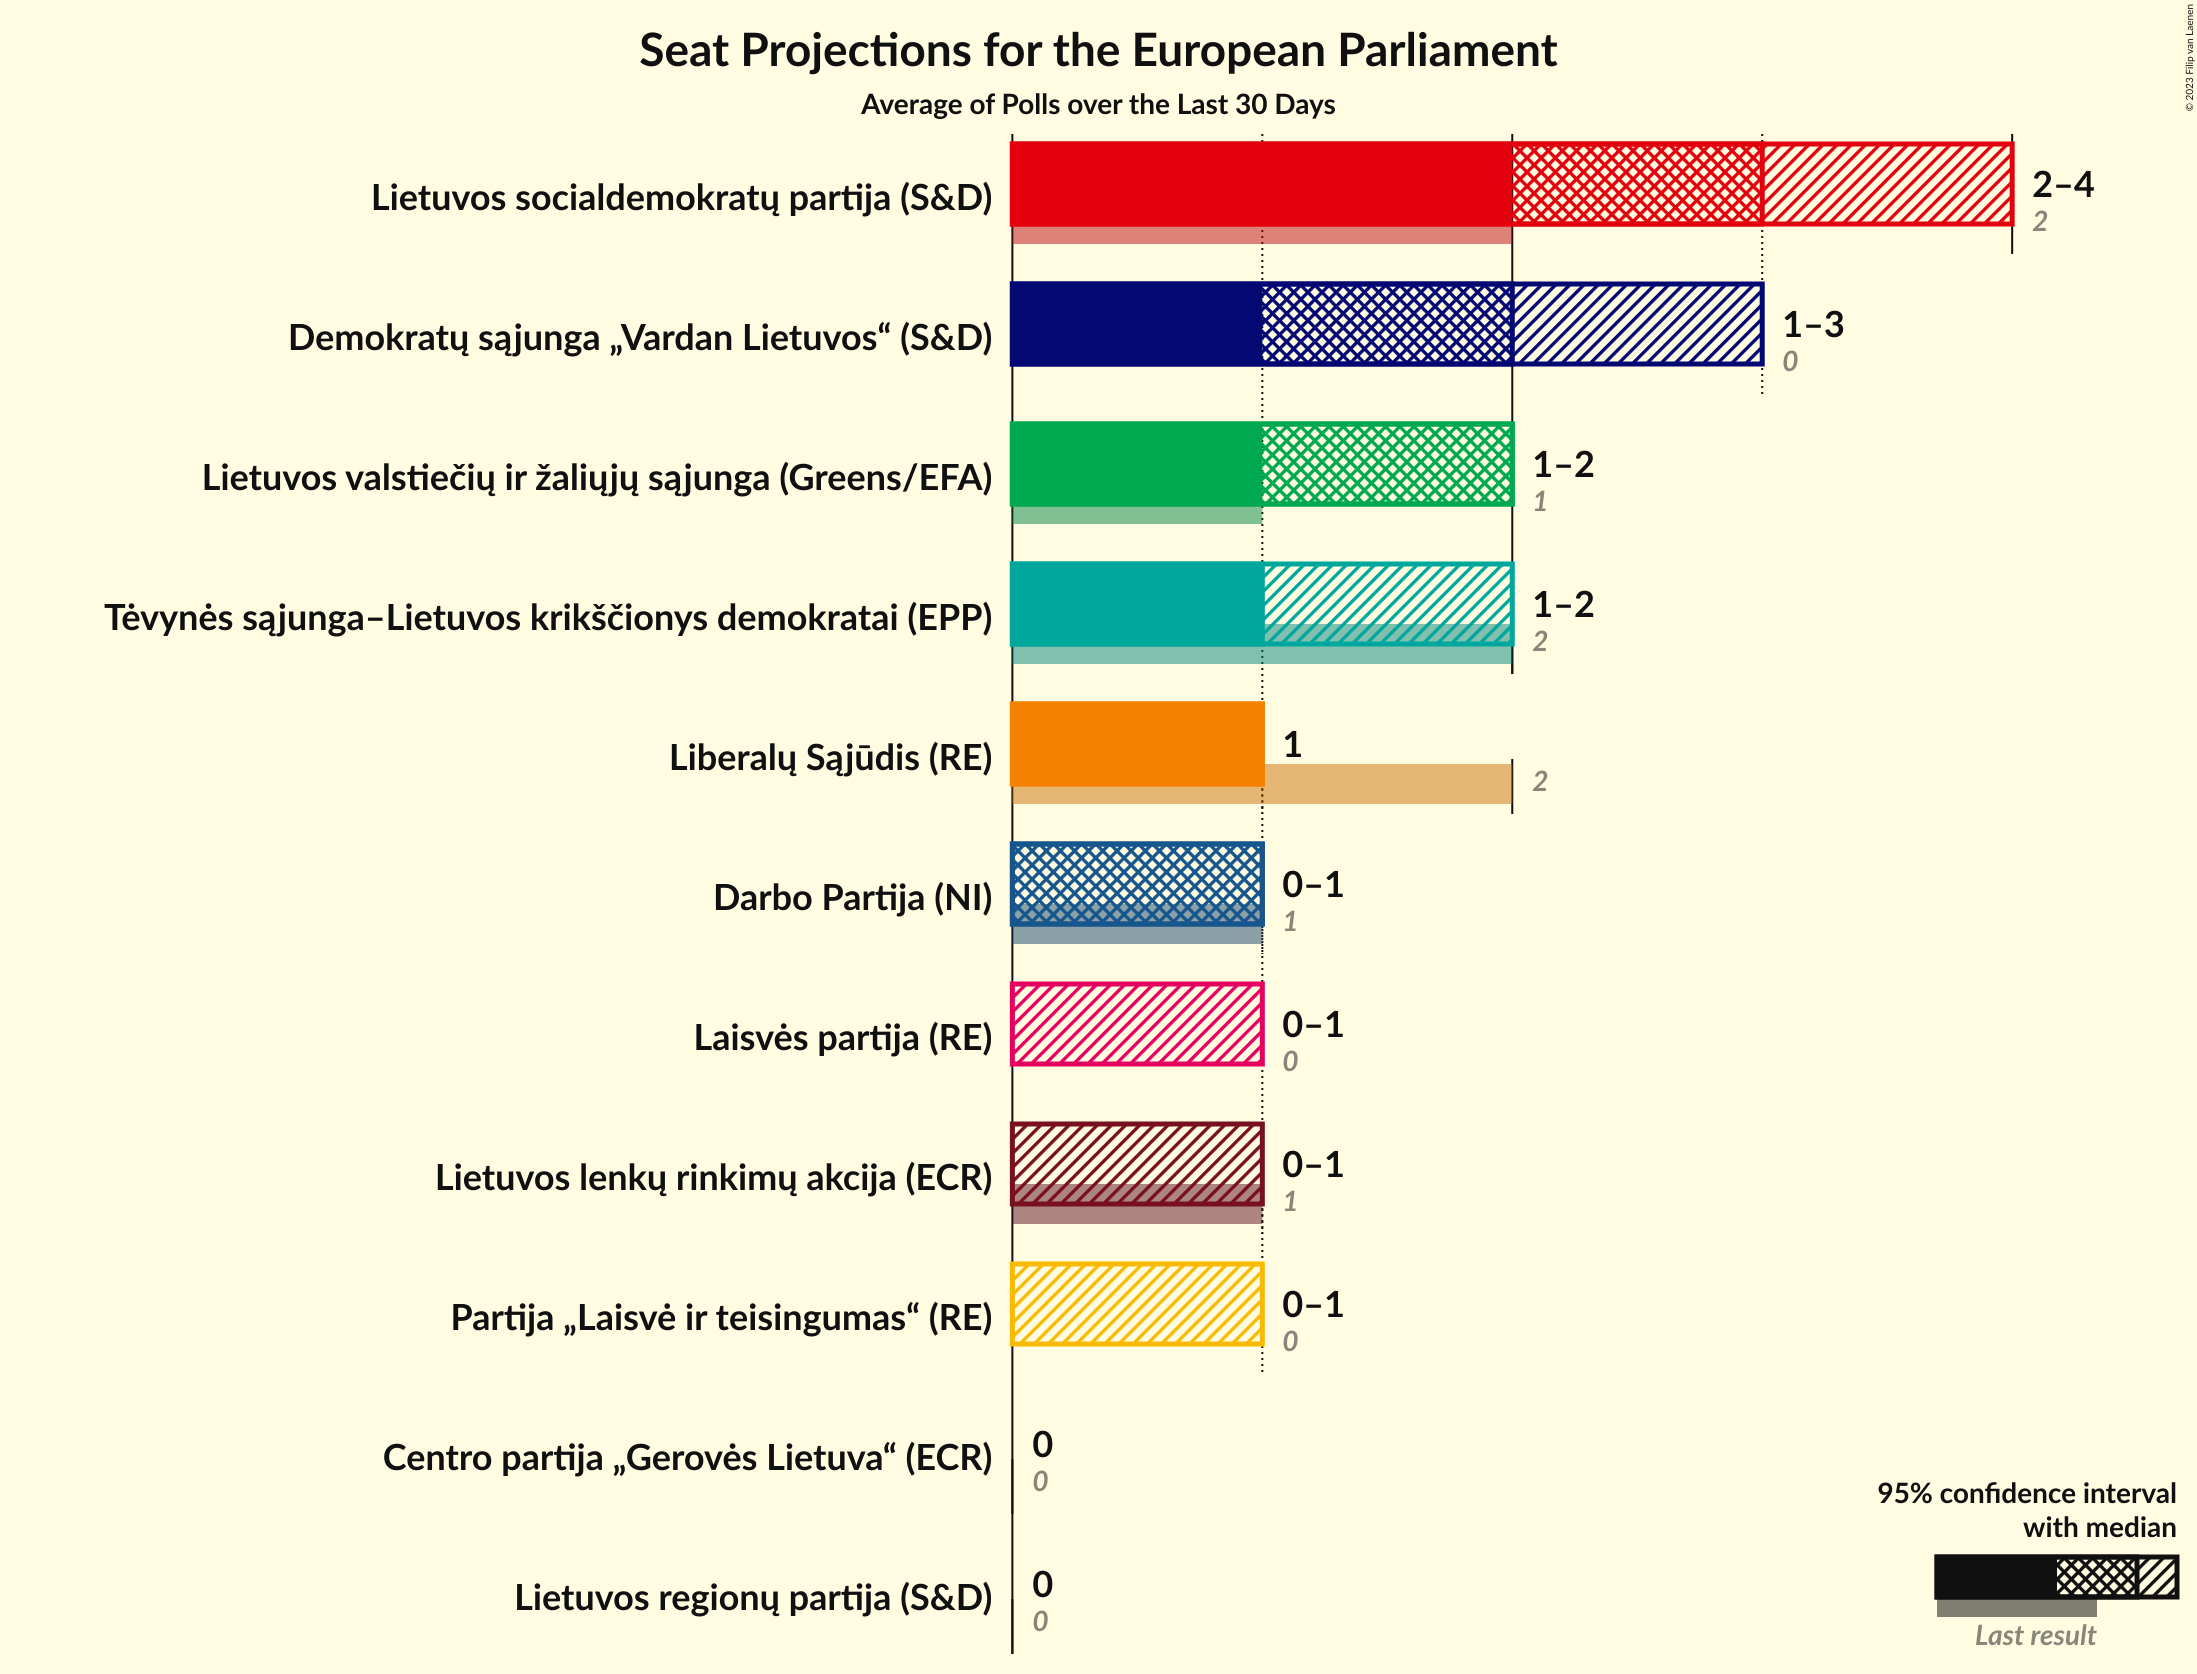 © 2023 Filip van Laenen
Seat Projections for the European Parliament
Average of Polls over the Last 30 Days
Lietuvos socialdemokratų partija (S&D)
2–4
2
Demokratų sąjunga „Vardan Lietuvos“ (S&D)
1–3
0
Lietuvos valstiečių ir žaliųjų sąjunga (Greens/EFA)
1–2
1
Tėvynės sąjunga–Lietuvos krikščionys demokratai (EPP)
1–2
2
Liberalų Sąjūdis (RE)
1
2
Darbo Partija (NI)
0–1
1
Laisvės partija (RE)
0–1
0
Lietuvos lenkų rinkimų akcija (ECR)
0–1
1
Partija „Laisvė ir teisingumas“ (RE)
0–1
0
Centro partija „Gerovės Lietuva“ (ECR)
0
0
Lietuvos regionų partija (S&D)
0
0
95% confidence interval
with median
Last result